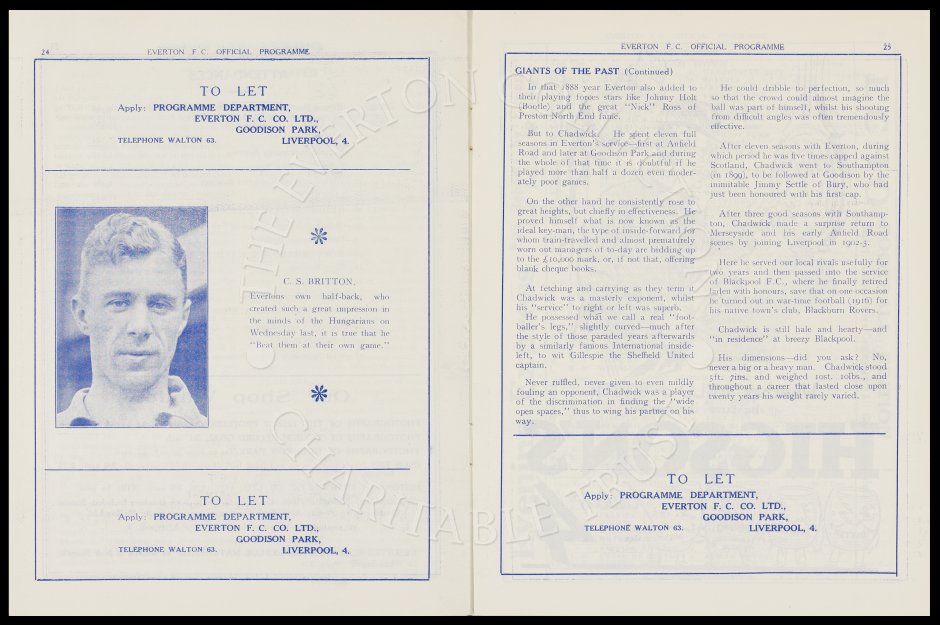 24
EVERTON F. C. OFFICIAL PROGRAMME
TO LET
Apply: PROGRAMME DEPARTMENT,
EVERTON F. C. CO. LTD.,
GOODISON PARK,
TELEPHONE WALTON 63. LIVERPOOL, 4.
C. S. BRITTON.
Evertons own half-back, who
created such a great impression in
the minds of the Hungarians on
Wednesday last, it is true that he
"Beat them at their own game."
TO LET
Apply: PROGRAMME DEPARTMENT,
EVERTON F. C. CO. LTD.,
GOODISON PARK,
TELEPHONE WALTON 63. LIVERPOOL, 4.
EVERTON F. C. OFFICIAL PROGRAMME
25
GIANTS OF THE PAST (Continued)
In that 1888 year Everton also added to
their playing forces stars like Johnny Holt
(Bootle) and the great "Nick" Ross of
Preston North End fame.
But to Chadwick. He spent eleven full
seasons in Everton's service—first at Anfield
Road and later at Goodison Park and during
the whole of that time it is doubtful if he
played more than half a dozen even moder-
ately poor games.
On the other hand he consistently rose to
great heights, but chiefly in effectiveness. He
proved himself what is now known as the
ideal key-man, the type of inside-forward for
whom train-travelled and almost prematurely
worn out managers of to-day are bidding up
to the £10,000 mark, or, if not that, offering
blank cheque books.
At fetching and carrying as they term it
Chadwick was a masterly exponent, whilst
his "service" to right or left was superb.
He possessed what we call a real "foot-
baller's legs," slightly curved—much after
the style of those paraded years afterwards
by a similarly famous International inside-
left, to wit Gillespie the Sheffield United
captain.
Never ruffled, never given to even mildly
fouling an opponent, Chadwick was a player
of the discrimination in finding the "wide
open spaces," thus to wing his partner on his
way.
He could dribble to perfection, so much
so that the crowd could almost imagine the
ball was part of himself, whilst his shooting
from difficult angles was often tremendously
effective.
After eleven seasons with Everton, during
which period he was five times capped against
Scotland, Chadwick went to Southampton
(in 1899), to be followed at Goodison by the
inimitable Jimmy Settle of Bury, who had
just been honoured with his first cap.
After three good seasons with Southamp-
ton, Chadwick made a surprise return to
Merseyside and his early Anfield Road
scenes by joining Liverpool in 1902-3.
Here he served our local rivals usefully for
two years and then passed into the service
of Blackpool F.C., where he finally retired
laden with honours, save that on one occasion
he turned out in war-time football (1916) for
his native town's club, Blackburn Rovers.
Chadwick is still hale and hearty—and
"in residence" at breezy Blackpool.
His dimensions—did you ask? No,
never a big or a heavy man. Chadwick stood
5ft. 7ins. and weighed 10st. 10lbs., and
throughout a career that lasted close upon
twenty years his weight rarely varied.
TO LET
Apply: PROGRAMME DEPARTMENT,
EVERTON F. C. CO. LTD.,
GOODISON PARK,
TELEPHONE WALTON 63. LIVERPOOL, 4.